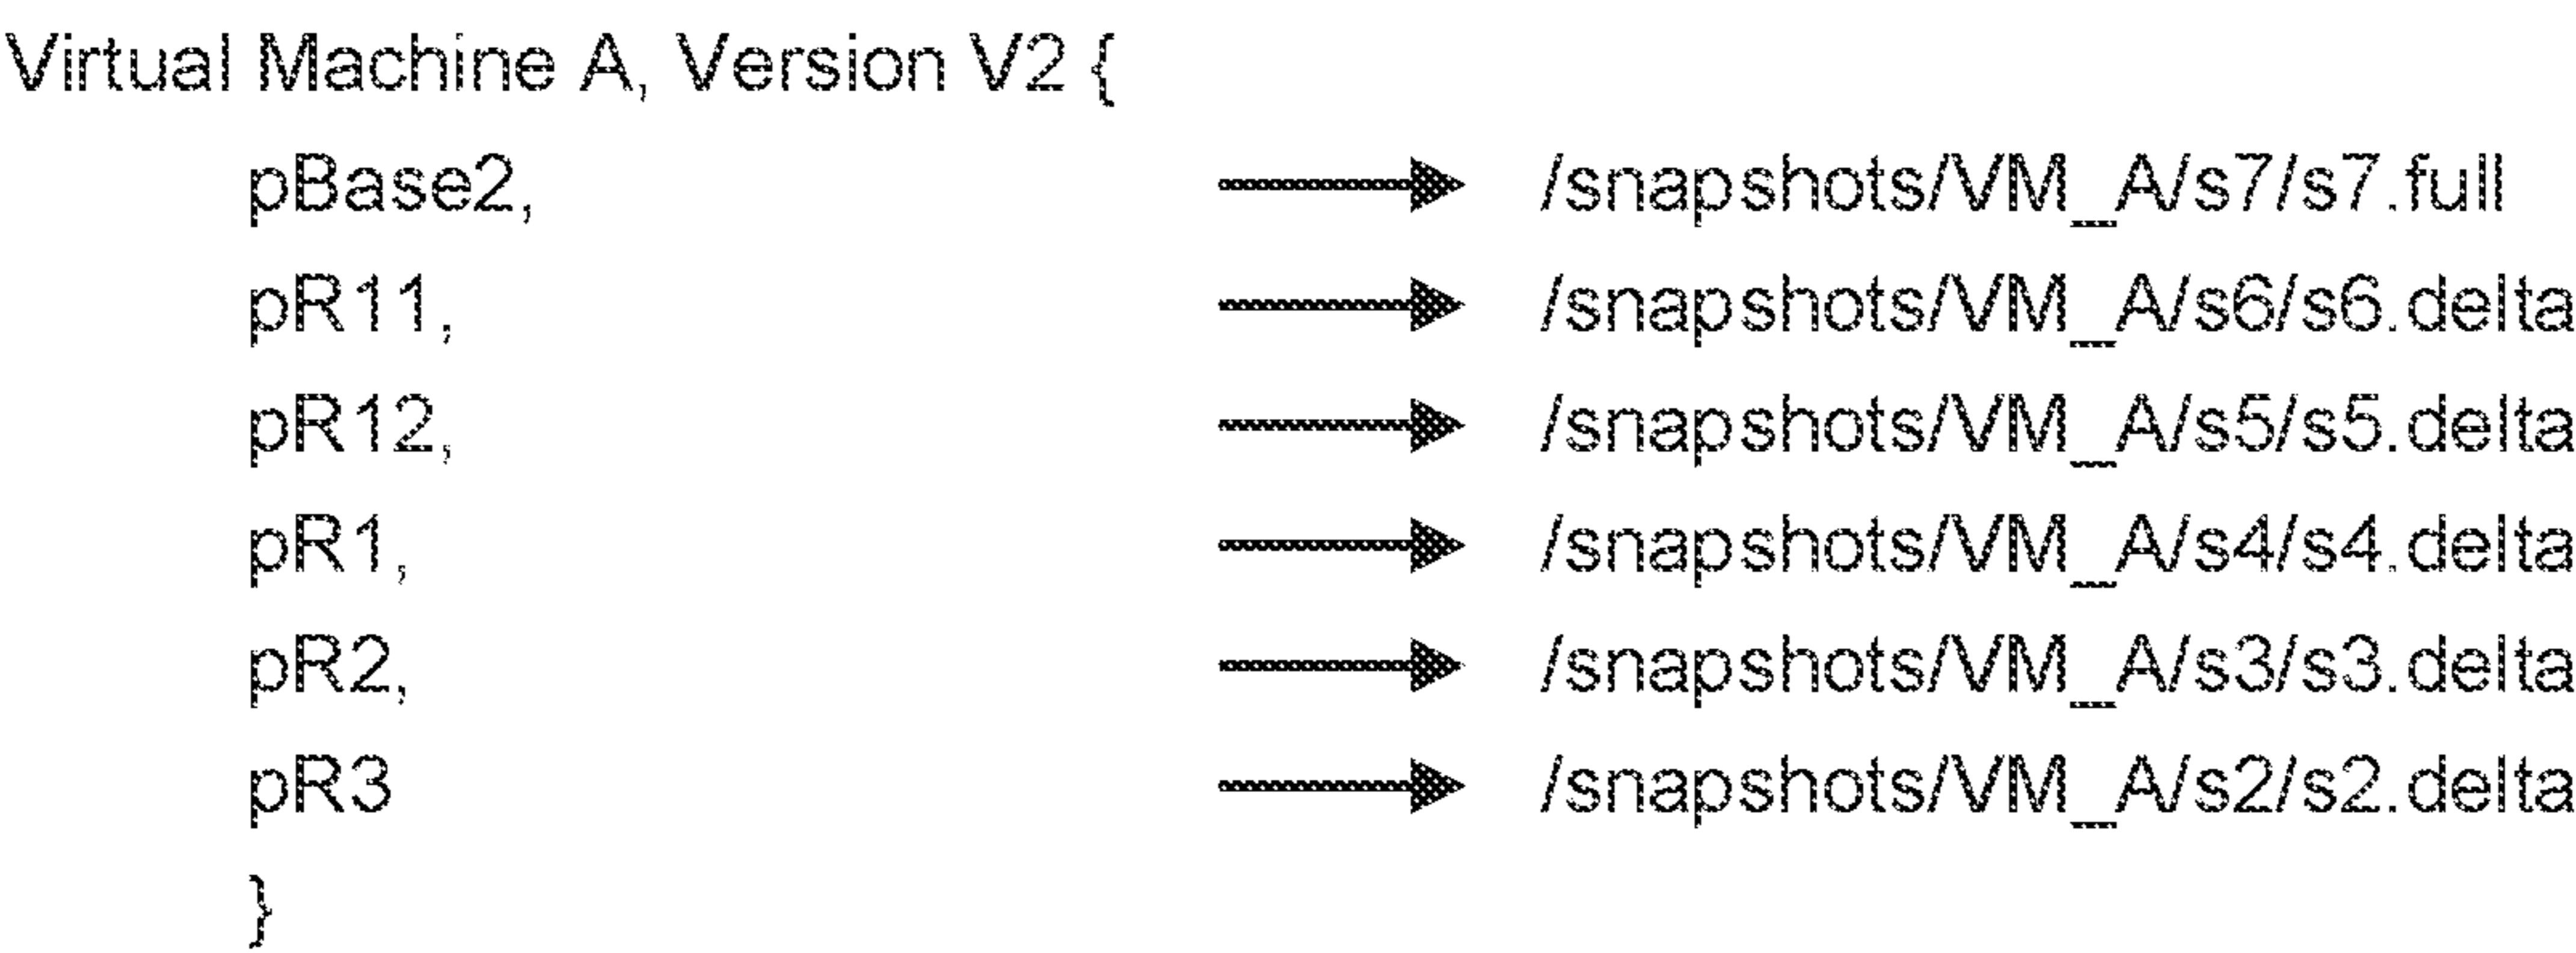 Virtual Machine A, Version V2 {
pBase2, /snapshots/VM_A/s7/s7.full
pR11, /snapshots/VM_A/s6/s6.delta
pR12, /snapshots/VM_A/s5/s5.delta
pR1, /snapshots/VM_A/s4/s4.delta
pR2, /snapshots/VM_A/s3/s3.delta
pR3 /snapshots/VM_A/s2/s2.delta
}